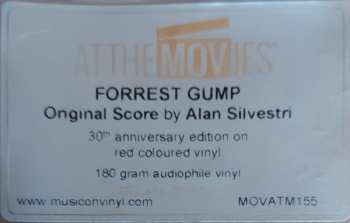 ATTHEMOVIES
FORREST GUMP
Original Score by Alan Silvestri
30th anniversary edition on
red coloured vinyl
180 gram audiophile vinyl
www.musiconvinyl.com MOVATM155